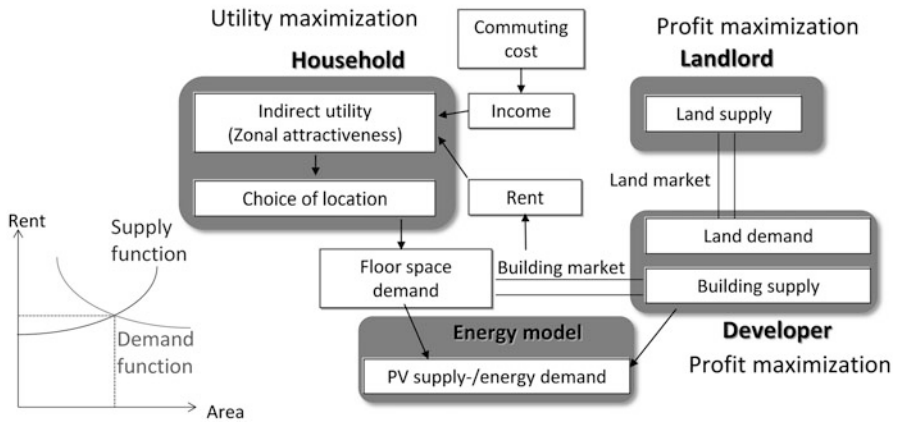 Utility maximization
Household
Indirect utility
(Zonal attractiveness)
Choice of location
Commuting
cost
Income
Rent
Profit maximization
Landlord
Land supply
Land market
Land demand
Building supply
Developer
Profit maximization
Floor space
demand
Building market
Energy model
PV supply-/energy demand
Rent
Supply
function
Demand
function
Area